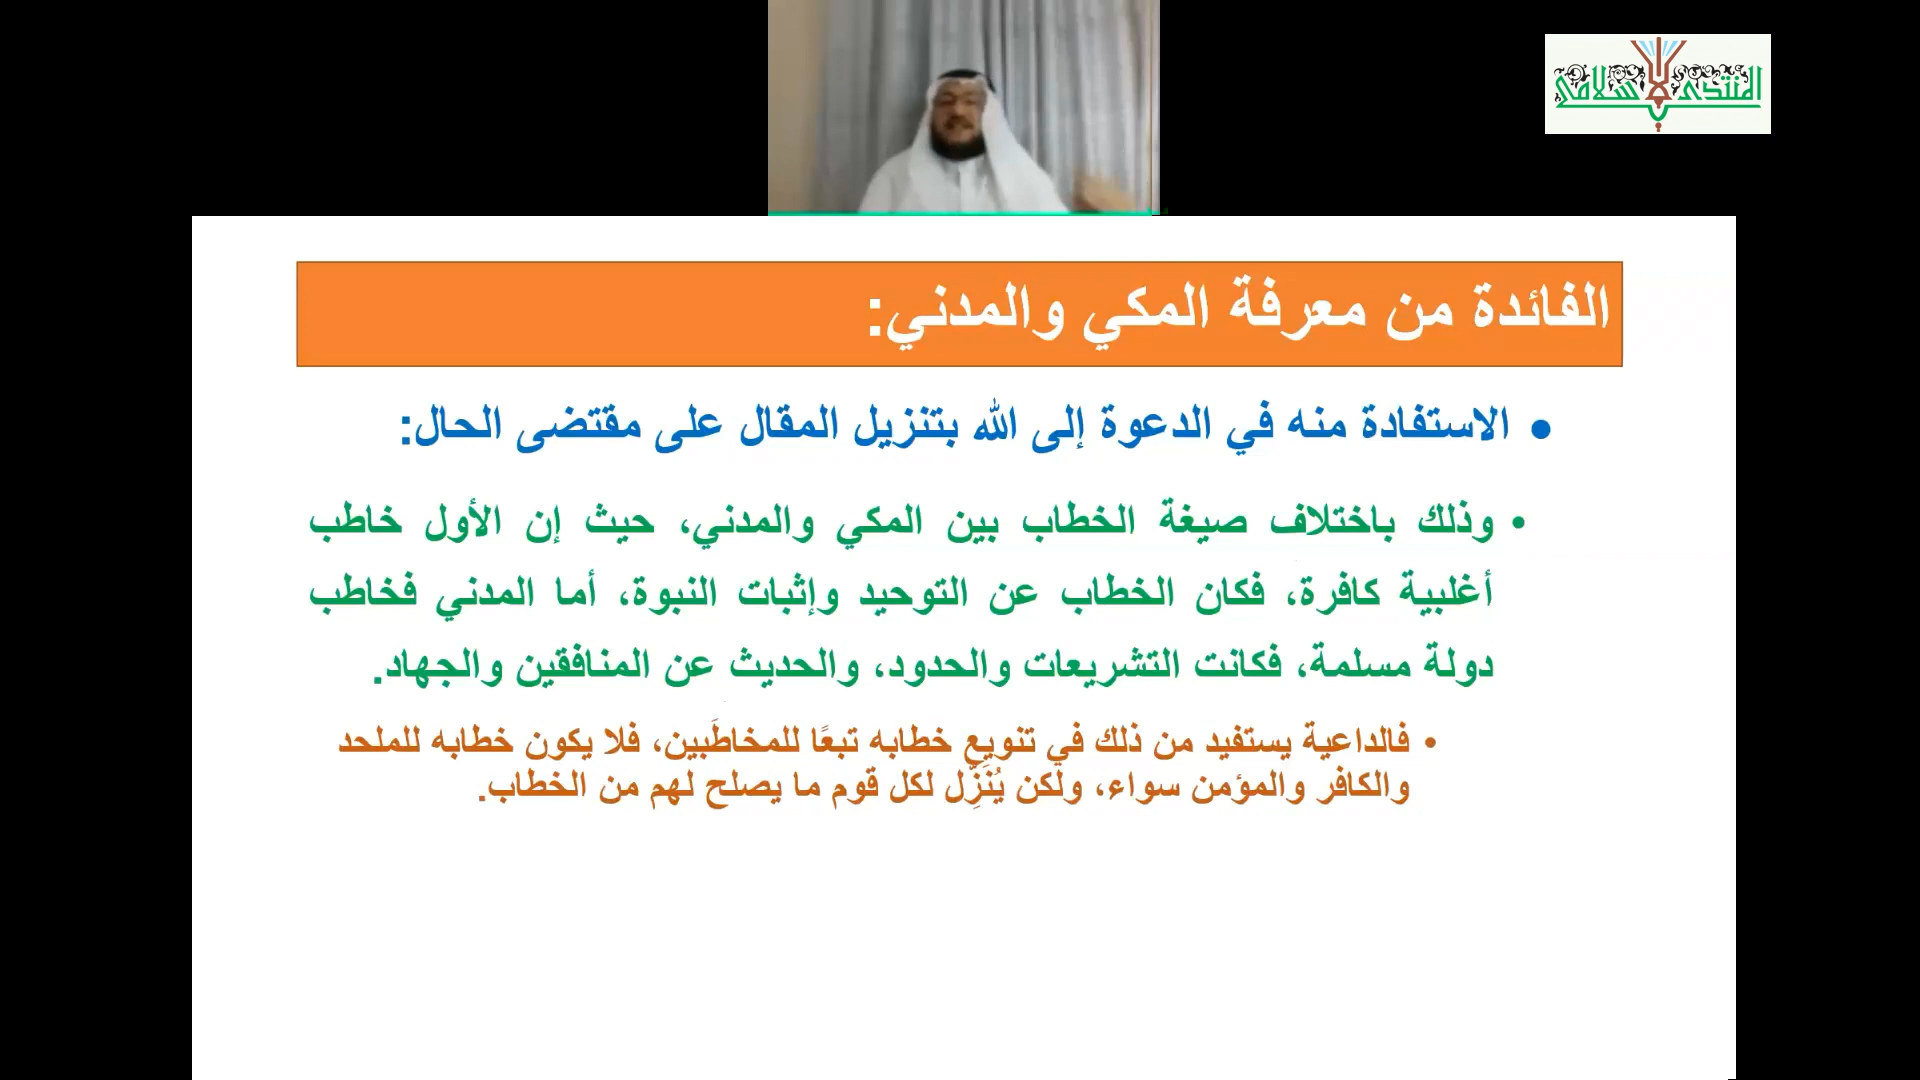 المنتدى الإسلامي
الفائدة من معرفة المكي والمدني:
• الاستفادة منه في الدعوة إلى الله بتنزيل المقال على مقتضى الحال:
• وذلك باختلاف صيغة الخطاب بين المكي والمدني، حيث إن الأول خاطب
أغلبية كافرة، فكان الخطاب عن التوحيد وإثبات النبوة، أما المدني فخاطب
دولة مسلمة، فكانت التشريعات والحدود، والحديث عن المنافقين والجهاد.
• فالداعية يستفيد من ذلك في تنويع خطابه تبعًا للمخاطَبين، فلا يكون خطابه للملحد
والكافر والمؤمن سواء، ولكن يُنَزِّل لكل قوم ما يصلح لهم من الخطاب.